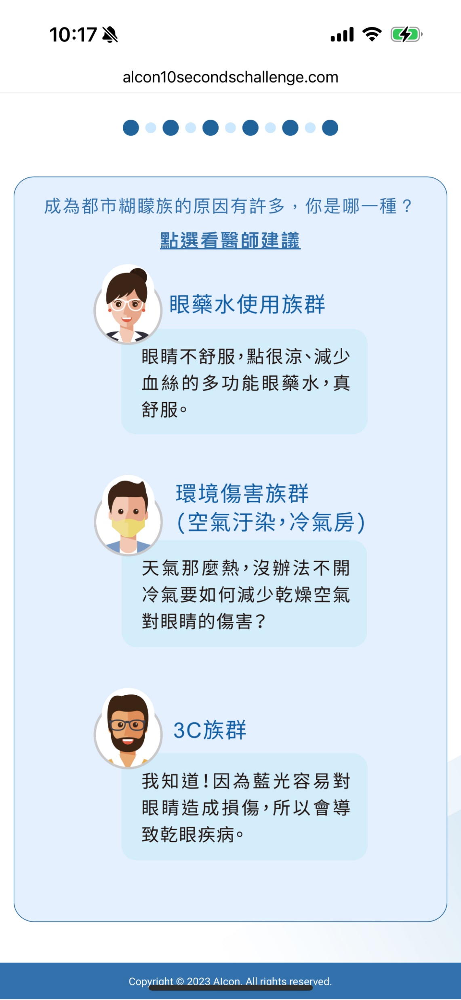 10:17
alcon10secondschallenge.com
成為都市糊矇族的原因有許多，你是哪一種？
點選看醫師建議
眼藥水使用族群
眼睛不舒服，點很涼、減少
血絲的多功能眼藥水，真
舒服。
環境傷害族群
(空氣汙染，冷氣房)
天氣那麼熱，沒辦法不開
冷氣要如何減少乾燥空氣
對眼睛的傷害？
3C族群
我知道！因為藍光容易對
眼睛造成損傷，所以會導
致乾眼疾病。
Copyright © 2023 Alcon. All rights reserved.